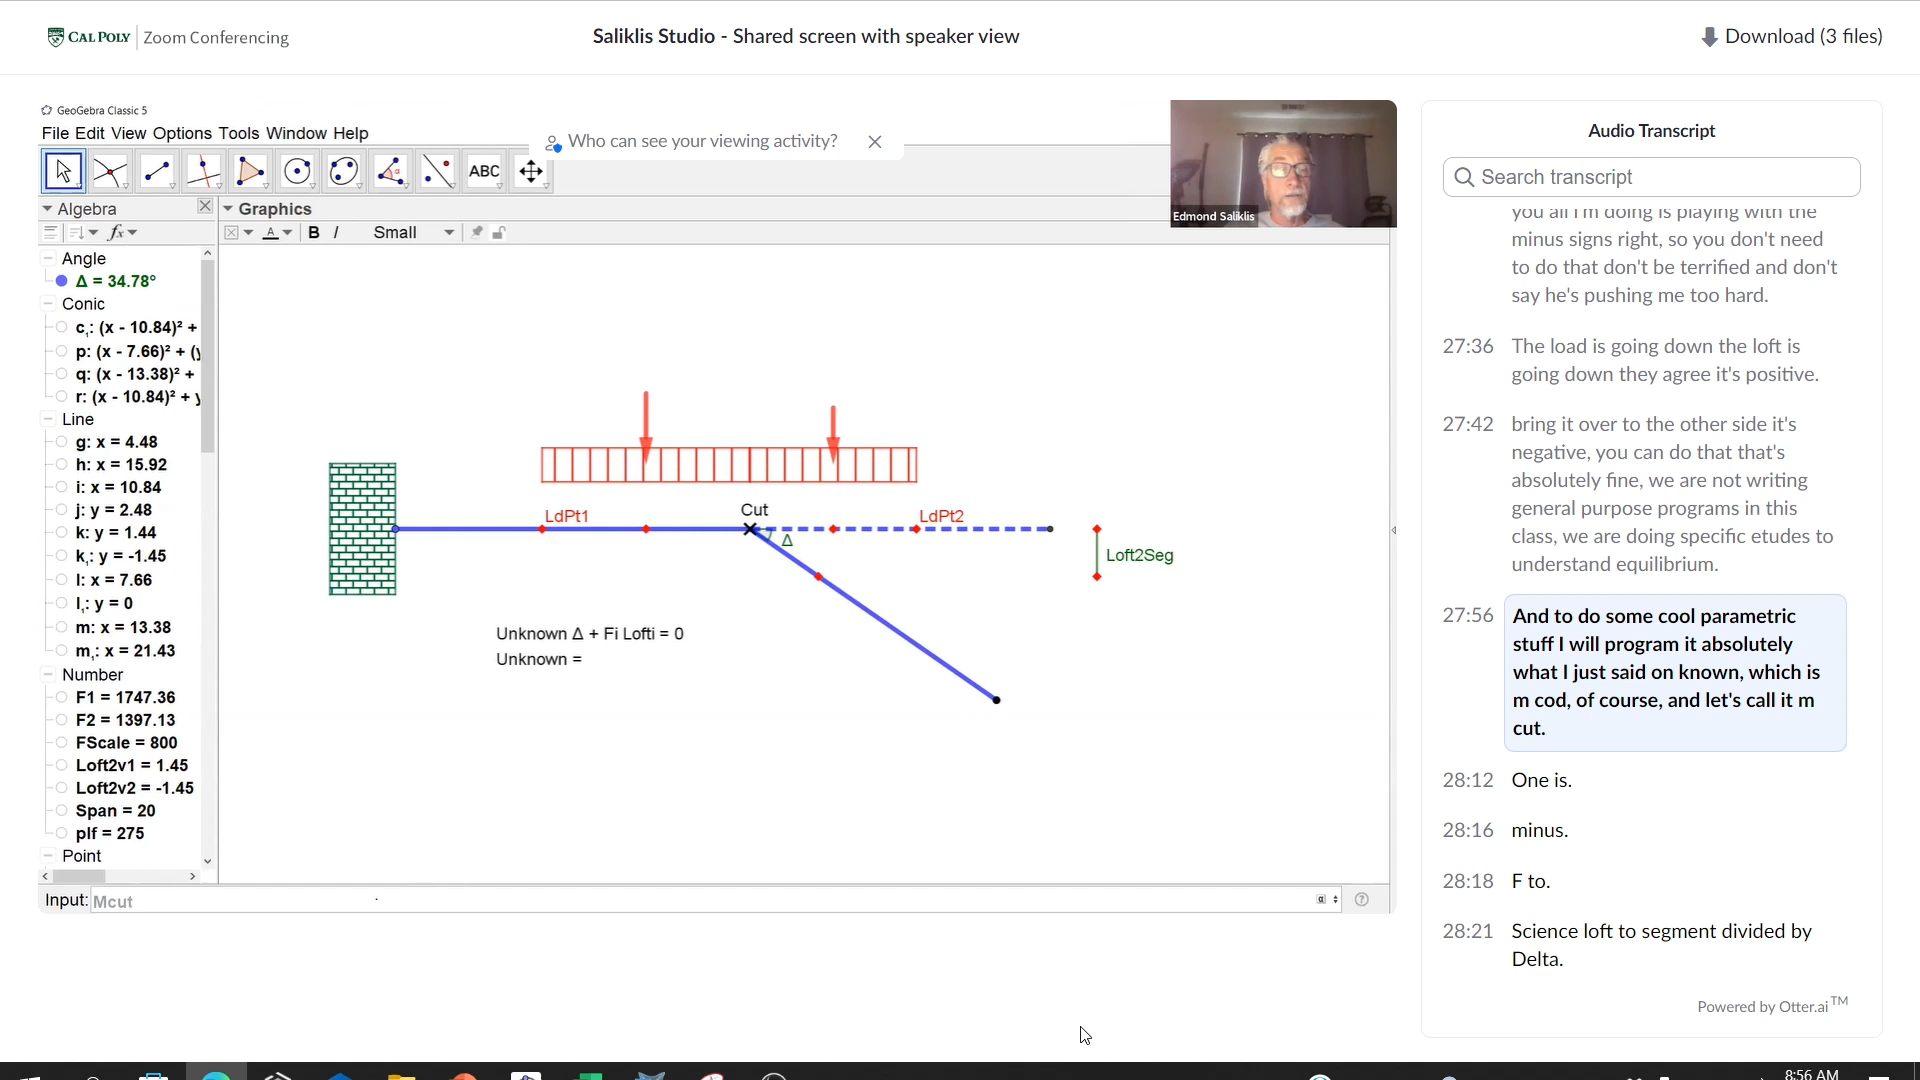 CAL POLY Zoom Conferencing
Saliklis Studio - Shared screen with speaker view
Download (3 files)
GeoGebra Classic 5
File Edit View Options Tools Window Help
Who can see your viewing activity?
ABC
Edmond Saliklis
Algebra
Graphics
B I Small
Angle
Δ = 34.78°
Conic
c₁: (x - 10.84)² +
p: (x - 7.66)² + (y
q: (x - 13.38)² +
r: (x - 10.84)² + y
Line
g: x = 4.48
h: x = 15.92
i: x = 10.84
j: y = 2.48
k: y = 1.44
k₁: y = -1.45
l: x = 7.66
l₁: y = 0
m: x = 13.38
m₁: x = 21.43
Number
F1 = 1747.36
F2 = 1397.13
FScale = 800
Loft2v1 = 1.45
Loft2v2 = -1.45
Span = 20
plf = 275
Point
LdPt1
Cut
LdPt2
Δ
Loft2Seg
Unknown Δ + Fi Lofti = 0
Unknown =
Input: Mcut
α
Audio Transcript
Search transcript
you all I'm doing is playing with the
minus signs right, so you don't need
to do that don't be terrified and don't
say he's pushing me too hard.
27:36 The load is going down the loft is
going down they agree it's positive.
27:42 bring it over to the other side it's
negative, you can do that that's
absolutely fine, we are not writing
general purpose programs in this
class, we are doing specific etudes to
understand equilibrium.
27:56 And to do some cool parametric
stuff I will program it absolutely
what I just said on known, which is
m cod, of course, and let's call it m
cut.
28:12 One is.
28:16 minus.
28:18 F to.
28:21 Science loft to segment divided by
Delta.
Powered by Otter.ai™
8:56 AM